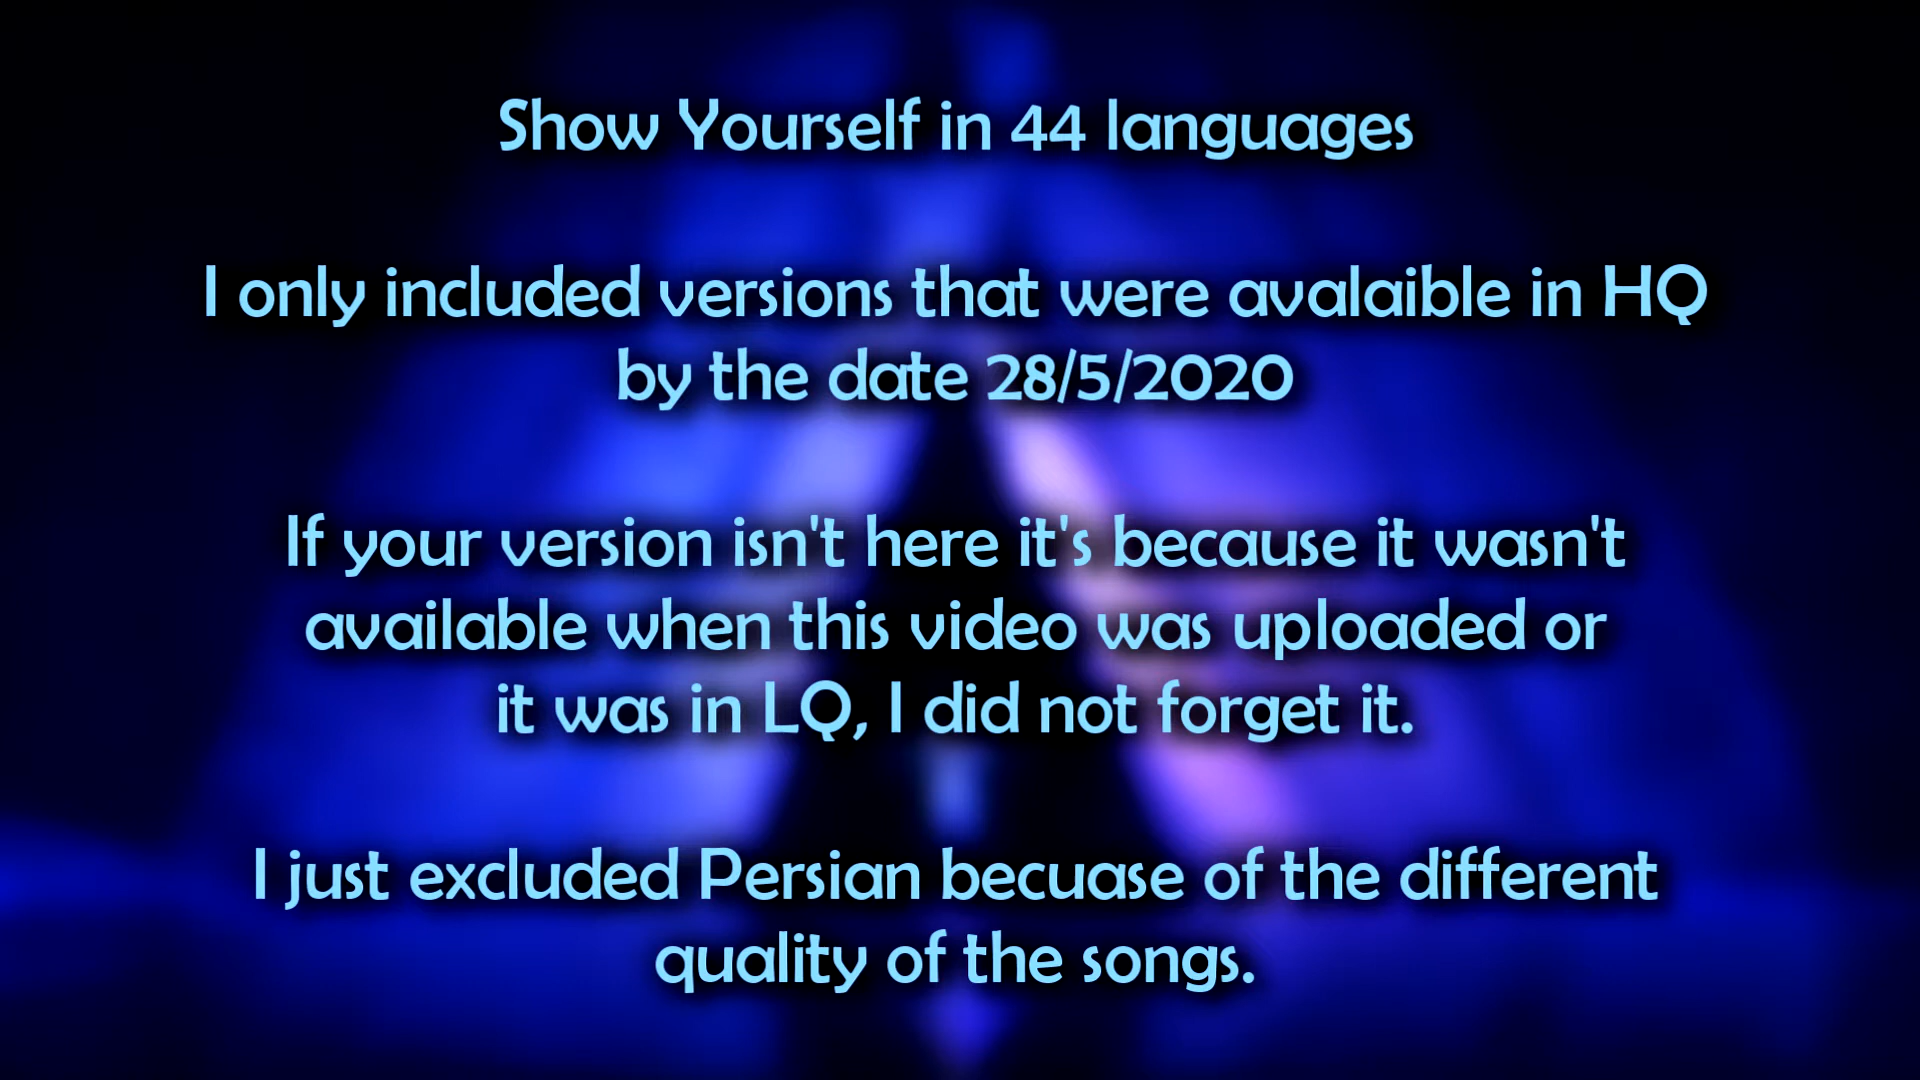 Show Yourself in 44 languages
I only included versions that were avalaible in HQ
by the date 28/5/2020
If your version isn't here it's because it wasn't
available when this video was uploaded or
it was in LQ, I did not forget it.
I just excluded Persian becuase of the different
quality of the songs.